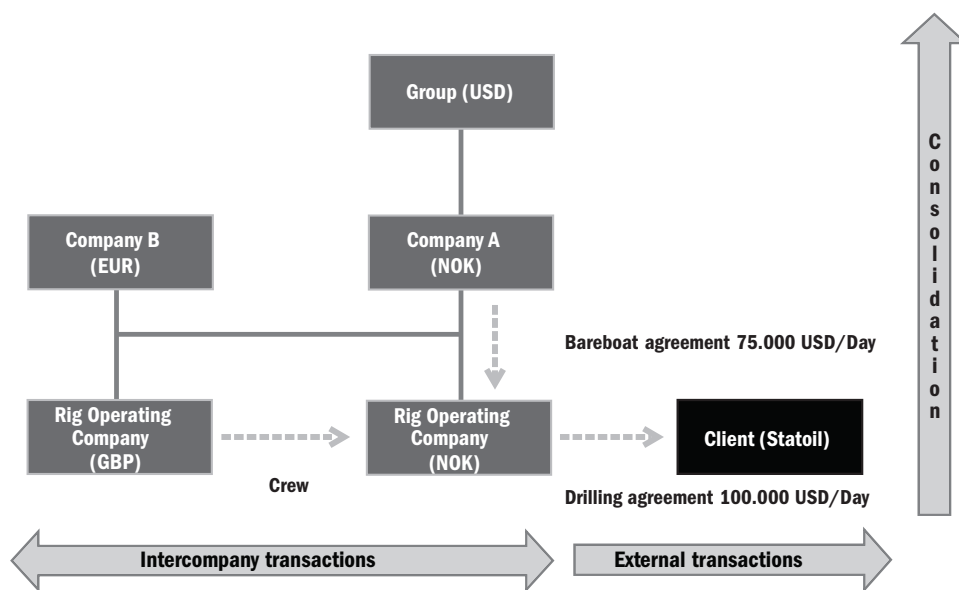 Group (USD)
Company B
(EUR)
Company A
(NOK)
Bareboat agreement 75.000 USD/Day
Rig Operating
Company
(GBP)
Crew
Rig Operating
Company
(NOK)
Client (Statoil)
Drilling agreement 100.000 USD/Day
Intercompany transactions
External transactions
Consolidation